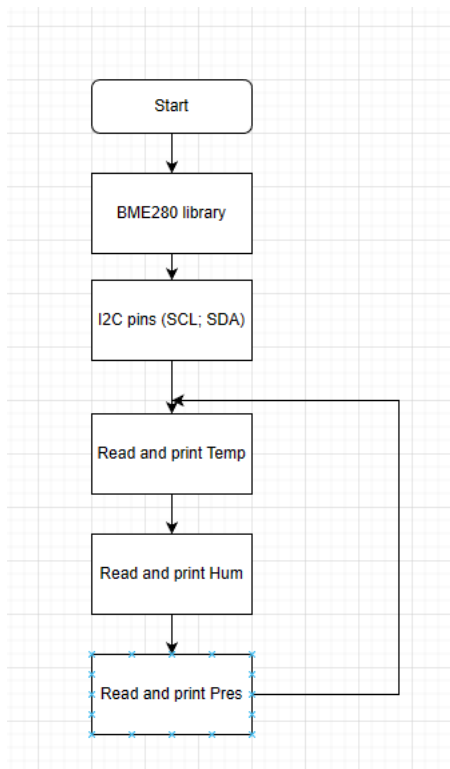 Start
BME280 library
I2C pins (SCL; SDA)
Read and print Temp
Read and print Hum
Read and print Pres